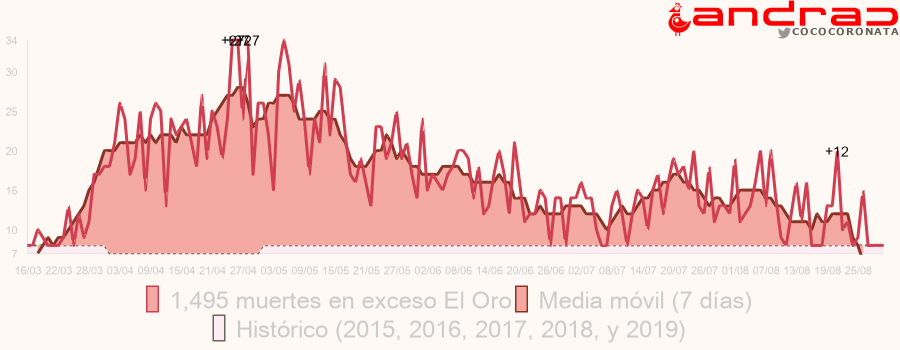 andrac
COCOCORONATA
34
30
25
20
15
10
7
+27
+12
16/03 22/03 28/03 03/04 09/04 15/04 21/04 27/04 03/05 09/05 15/05 21/05 27/05 02/06 08/06 14/06 20/06 26/06 02/07 08/07 14/07 20/07 26/07 01/08 07/08 13/08 19/08 25/08
1,495 muertes en exceso El Oro Media móvil (7 días)
Histórico (2015, 2016, 2017, 2018, y 2019)